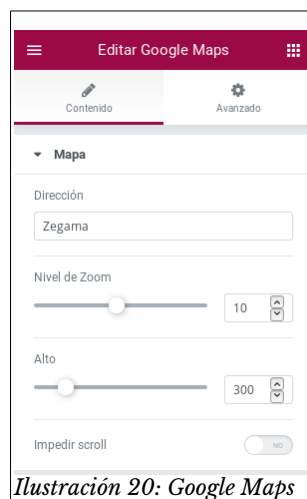 Editar Google Maps
Contenido Avanzado
Mapa
Dirección
Zegama
Nivel de Zoom
10
Alto
300
Impedir scroll NO
Ilustración 20: Google Maps